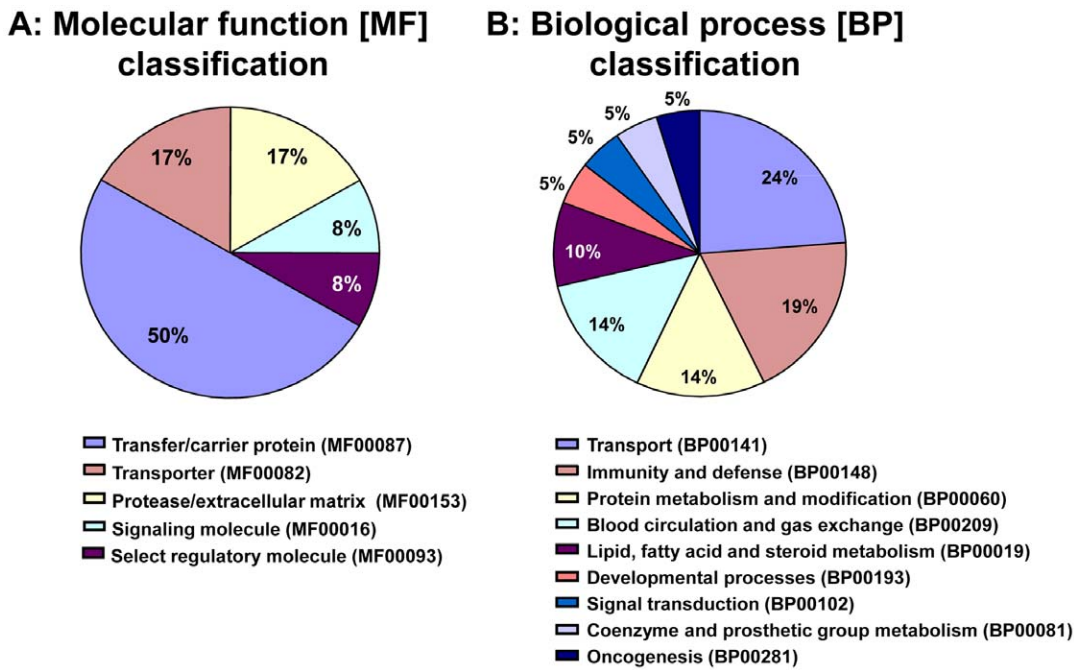 A: Molecular function [MF]
classification
17%
17%
8%
8%
50%
Transfer/carrier protein (MF00087)
Transporter (MF00082)
Protease/extracellular matrix (MF00153)
Signaling molecule (MF00016)
Select regulatory molecule (MF00093)
B: Biological process [BP]
classification
5%
5%
5%
5%
24%
10%
19%
14%
14%
Transport (BP00141)
Immunity and defense (BP00148)
Protein metabolism and modification (BP00060)
Blood circulation and gas exchange (BP00209)
Lipid, fatty acid and steroid metabolism (BP00019)
Developmental processes (BP00193)
Signal transduction (BP00102)
Coenzyme and prosthetic group metabolism (BP00081)
Oncogenesis (BP00281)